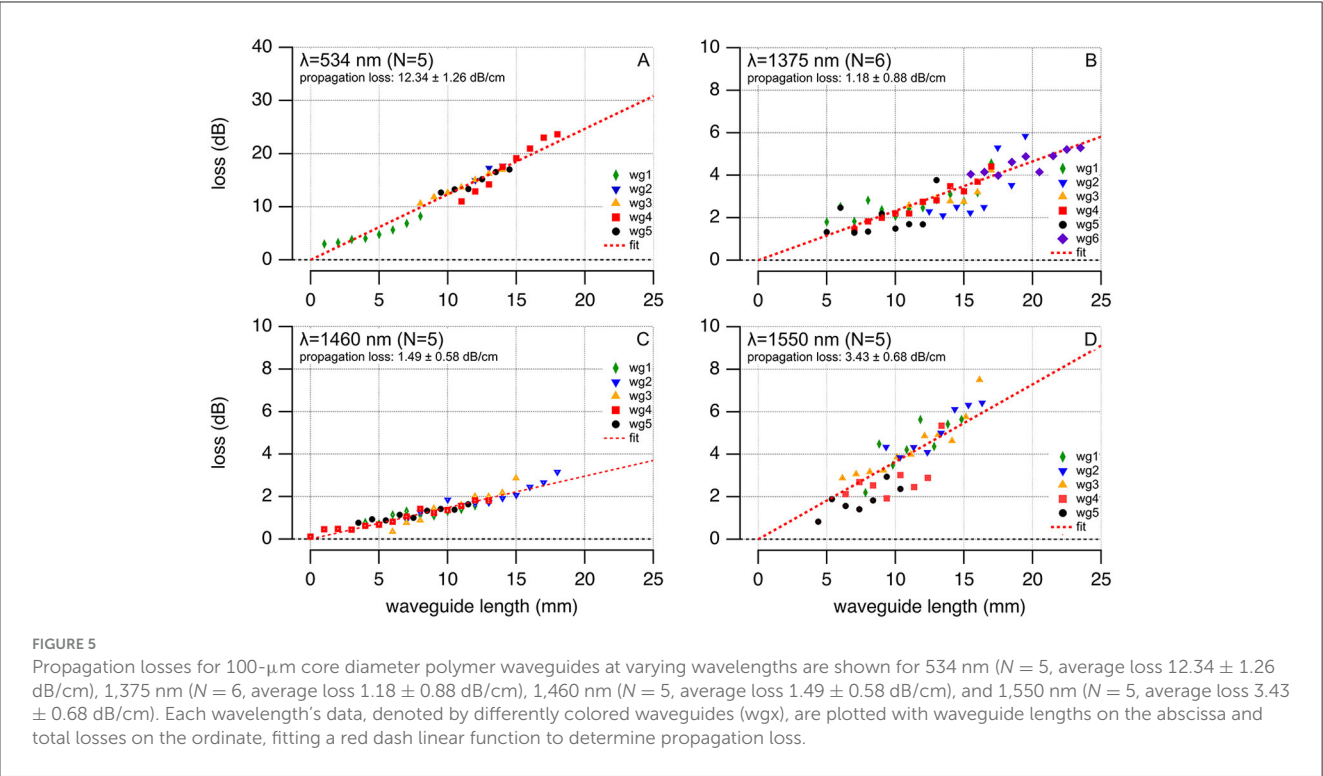 40
30
20
10
0
loss (dB)
λ=534 nm (N=5)
propagation loss: 12.34 ± 1.26 dB/cm
A
wg1
wg2
wg3
wg4
wg5
fit
0 5 10 15 20 25
10
8
6
4
2
0
λ=1375 nm (N=6)
propagation loss: 1.18 ± 0.88 dB/cm
B
wg1
wg2
wg3
wg4
wg5
wg6
fit
0 5 10 15 20 25
10
8
6
4
2
0
loss (dB)
λ=1460 nm (N=5)
propagation loss: 1.49 ± 0.58 dB/cm
C
wg1
wg2
wg3
wg4
wg5
fit
0 5 10 15 20 25
waveguide length (mm)
10
8
6
4
2
0
λ=1550 nm (N=5)
propagation loss: 3.43 ± 0.68 dB/cm
D
wg1
wg2
wg3
wg4
wg5
fit
0 5 10 15 20 25
waveguide length (mm)
FIGURE 5
Propagation losses for 100-μm core diameter polymer waveguides at varying wavelengths are shown for 534 nm (N = 5, average loss 12.34 ± 1.26
dB/cm), 1,375 nm (N = 6, average loss 1.18 ± 0.88 dB/cm), 1,460 nm (N = 5, average loss 1.49 ± 0.58 dB/cm), and 1,550 nm (N = 5, average loss 3.43
± 0.68 dB/cm). Each wavelength's data, denoted by differently colored waveguides (wgx), are plotted with waveguide lengths on the abscissa and
total losses on the ordinate, fitting a red dash linear function to determine propagation loss.